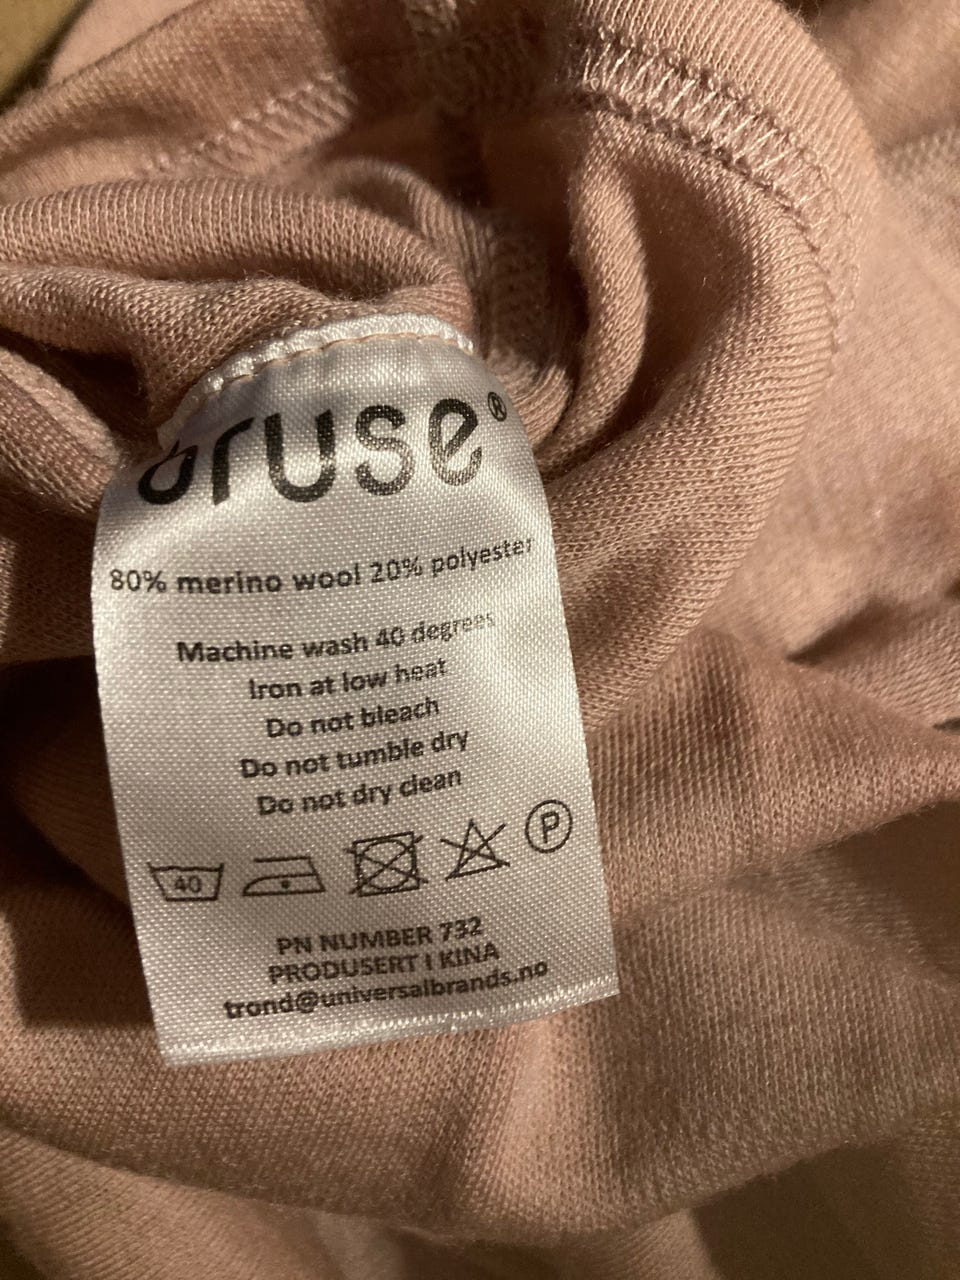 øruse®
80% merino wool 20% polyester
Machine wash 40 degrees
Iron at low heat
Do not bleach
Do not tumble dry
Do not dry clean
40 P
PN NUMBER 732
PRODUSERT I KINA
trond@universalbrands.no